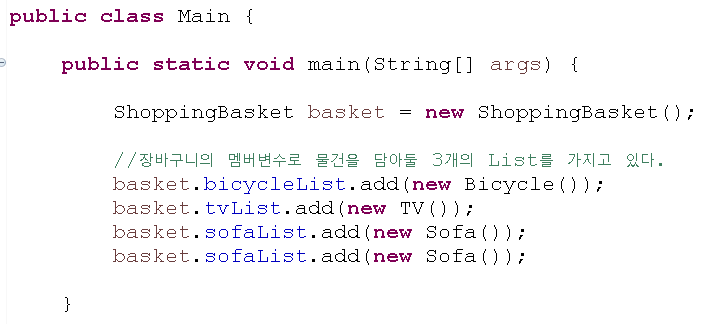 public class Main {
public static void main(String[] args) {
ShoppingBasket basket = new ShoppingBasket();
//장바구니의 멤버변수로 물건을 담아둘 3개의 List를 가지고 있다.
basket.bicycleList.add(new Bicycle());
basket.tvList.add(new TV());
basket.sofaList.add(new Sofa());
basket.sofaList.add(new Sofa());
}